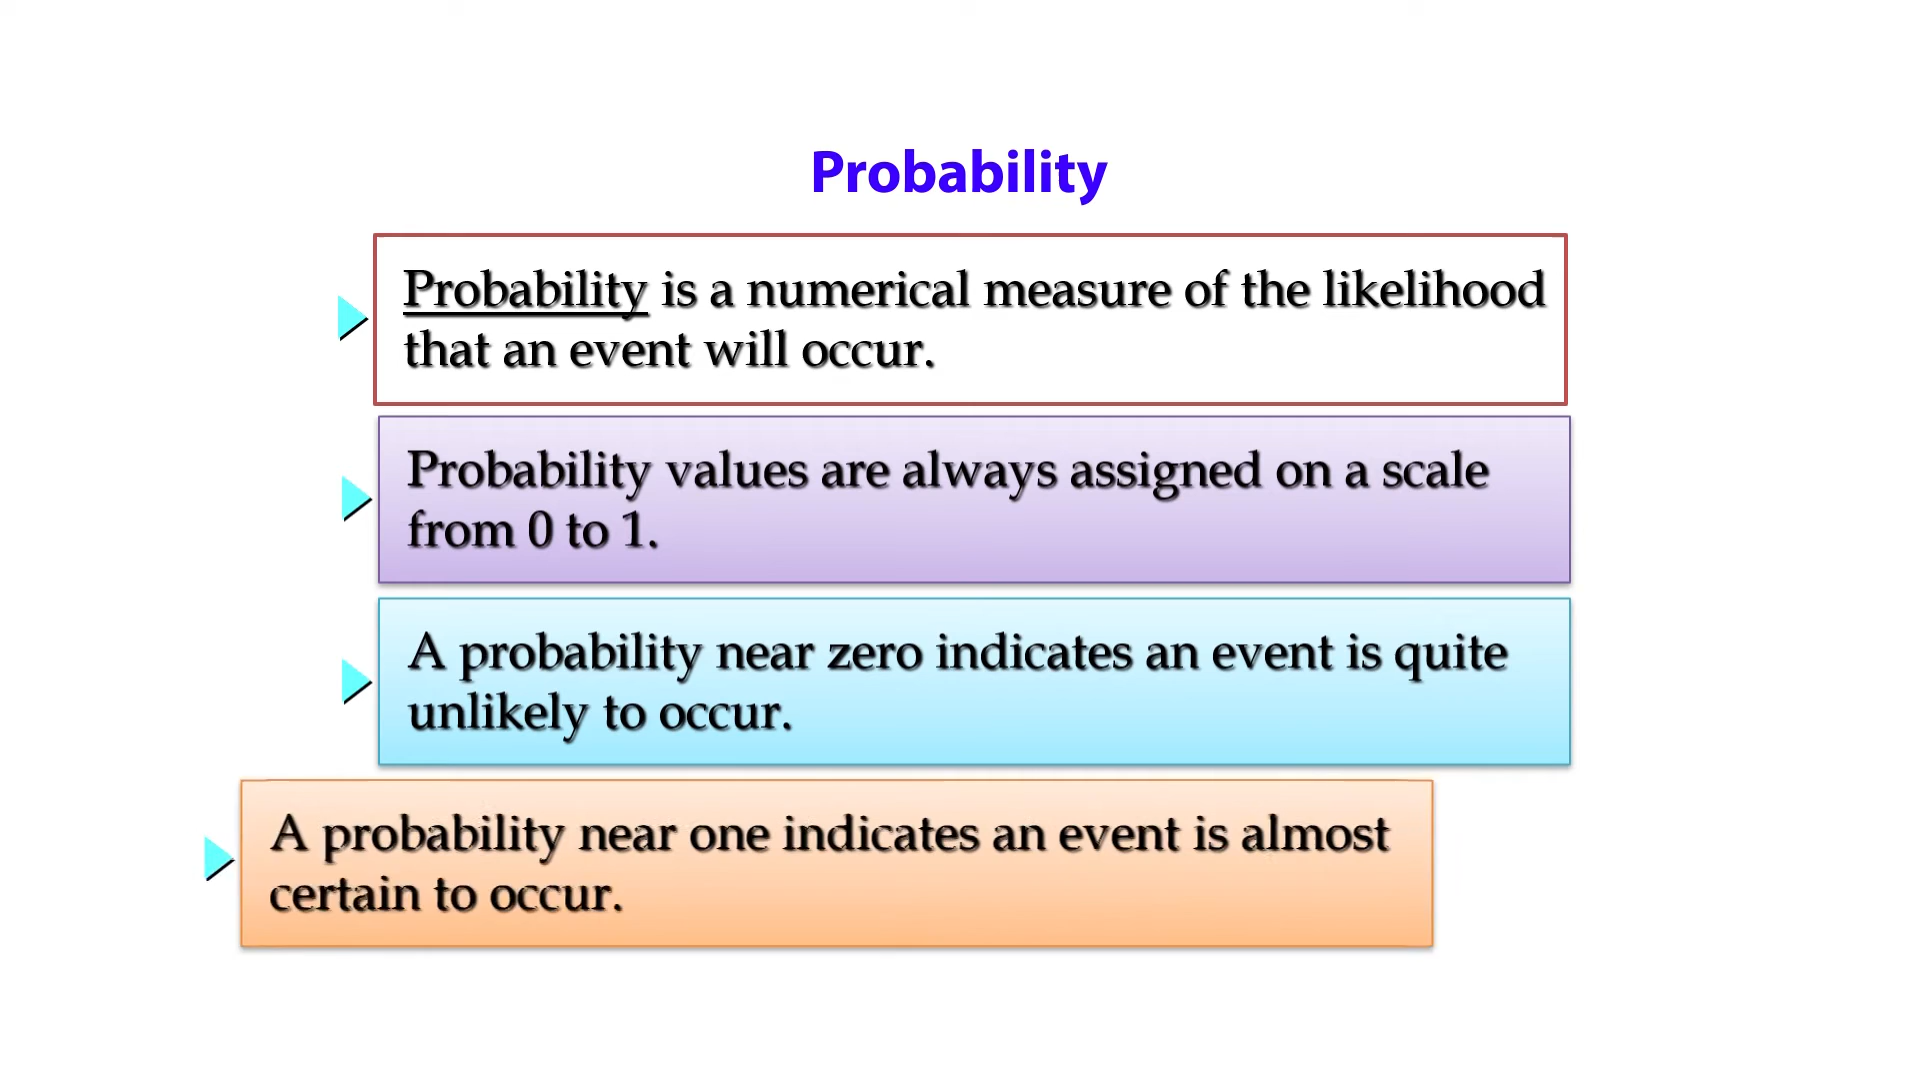 Probability
Probability is a numerical measure of the likelihood
that an event will occur.
Probability values are always assigned on a scale
from 0 to 1.
A probability near zero indicates an event is quite
unlikely to occur.
A probability near one indicates an event is almost
certain to occur.